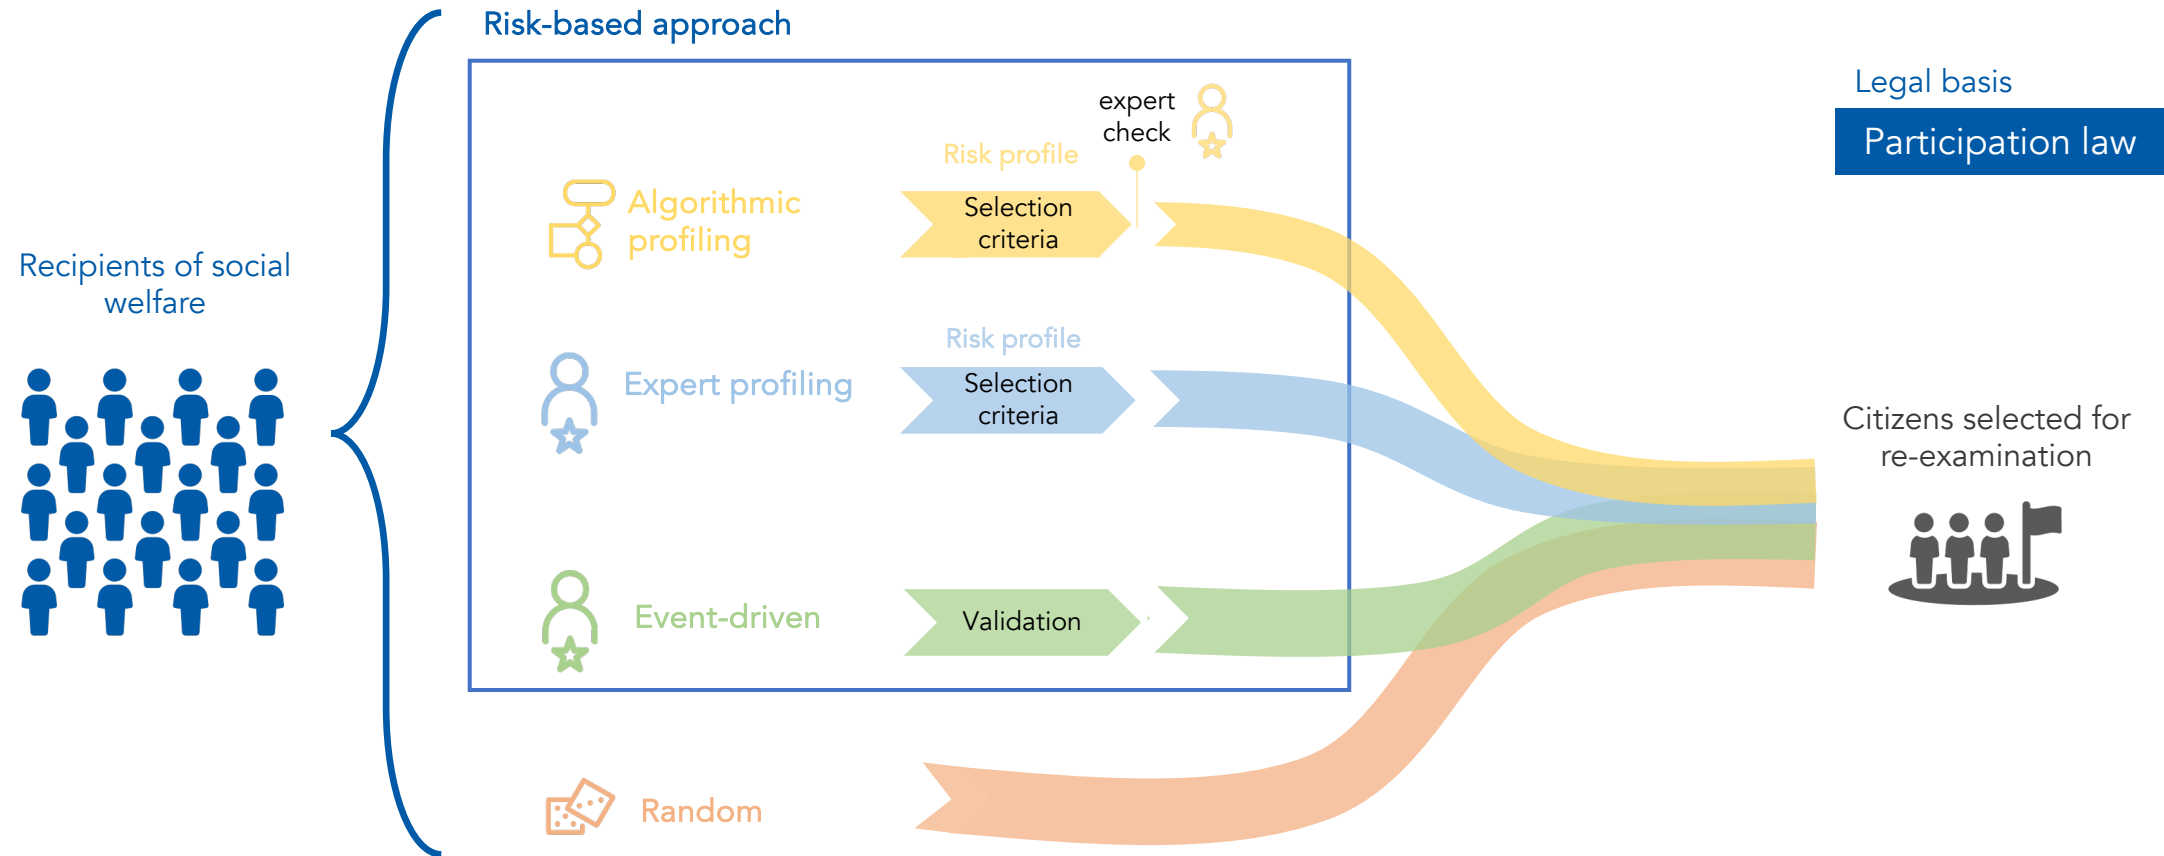 Risk-based approach
Legal basis
Participation law
Recipients of social
welfare
expert
check
Risk profile
Algorithmic
profiling
Selection
criteria
Risk profile
Expert profiling
Selection
criteria
Event-driven
Validation
Random
Citizens selected for
re-examination